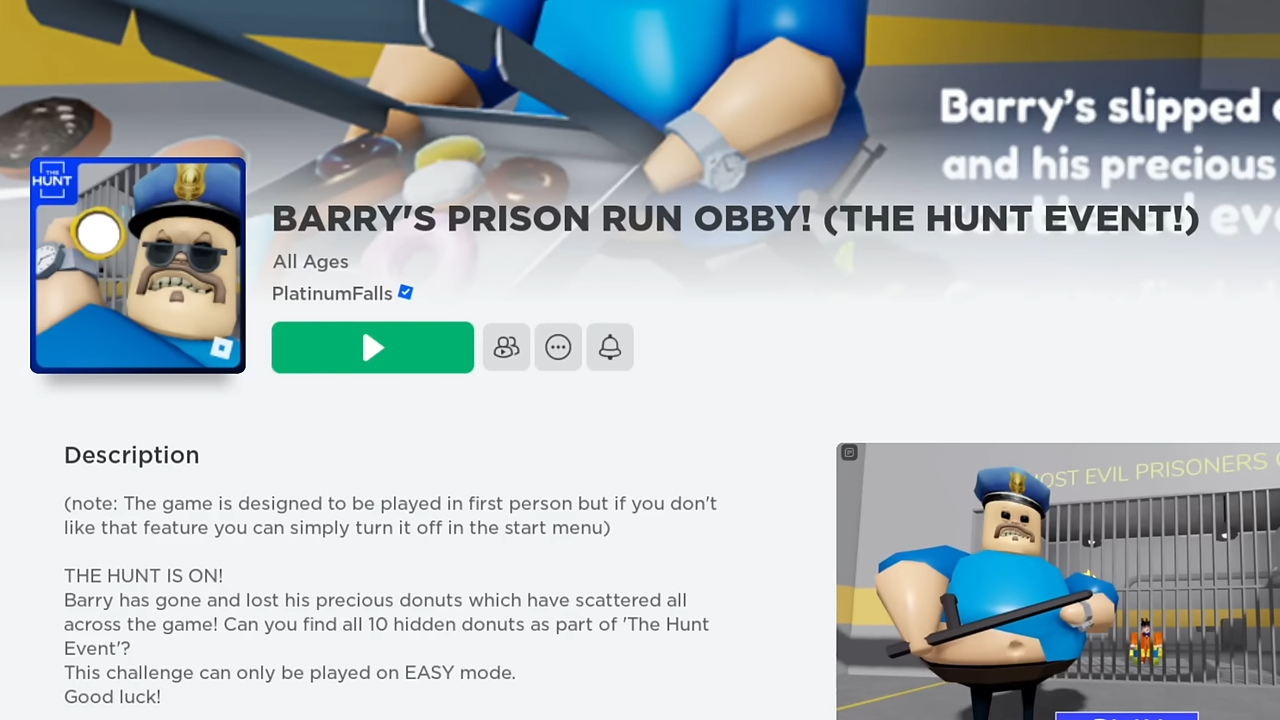 Barry's slipped
and his precious
THE
HUNT
BARRY'S PRISON RUN OBBY! (THE HUNT EVENT!)
All Ages
PlatinumFalls
Description
(note: The game is designed to be played in first person but if you don't
like that feature you can simply turn it off in the start menu)
THE HUNT IS ON!
Barry has gone and lost his precious donuts which have scattered all
across the game! Can you find all 10 hidden donuts as part of 'The Hunt
Event'?
This challenge can only be played on EASY mode.
Good luck!
MOST EVIL PRISONERS